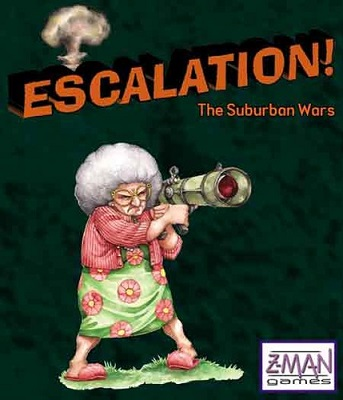 ESCALATION!
The Suburban Wars
Z-MAN
games